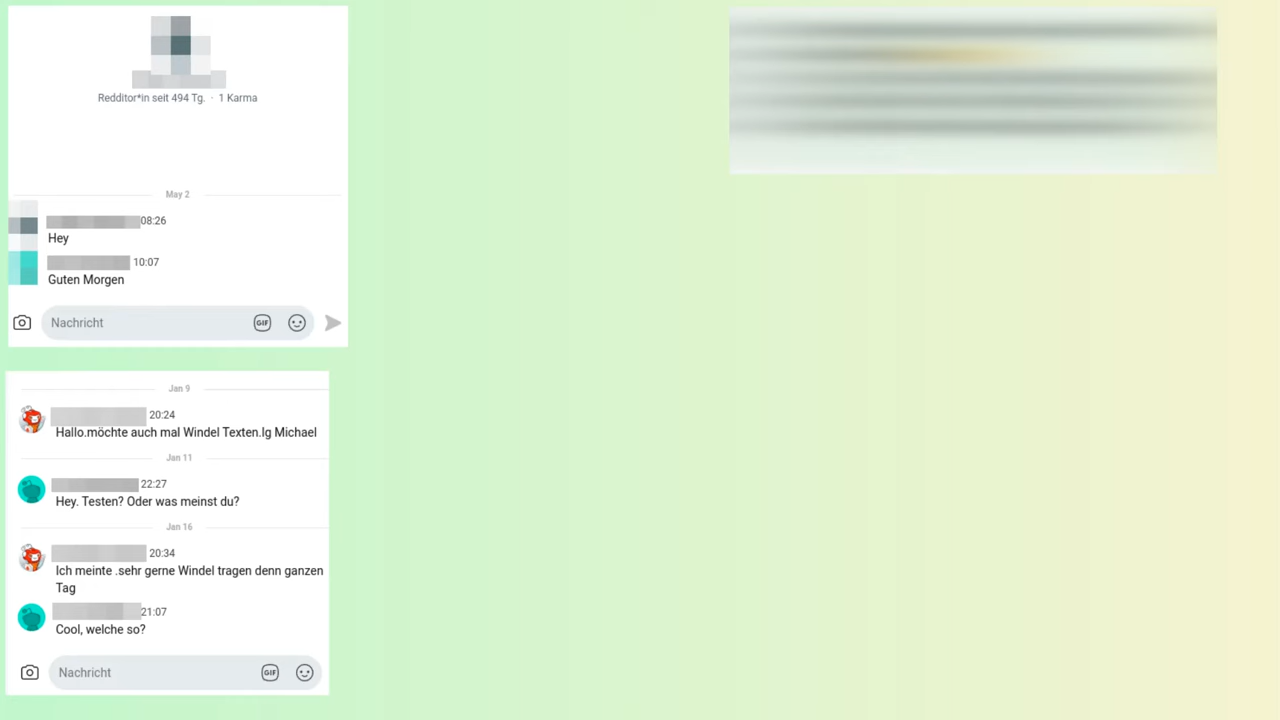 Redditor*in seit 494 Tg. · 1 Karma
May 2
08:26
Hey
10:07
Guten Morgen
Nachricht
GIF
Jan 9
20:24
Hallo.möchte auch mal Windel Texten.lg Michael
Jan 11
22:27
Hey. Testen? Oder was meinst du?
Jan 16
20:34
Ich meinte .sehr gerne Windel tragen denn ganzen
Tag
21:07
Cool, welche so?
Nachricht
GIF